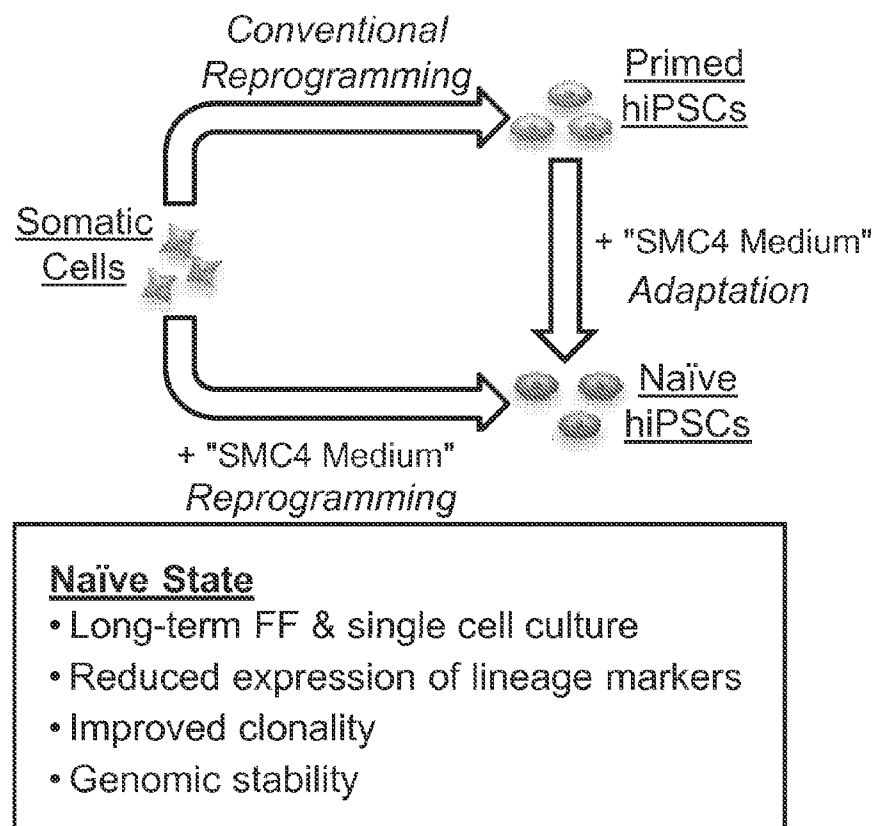 Conventional
Reprogramming
Primed
hiPSCs
Somatic
Cells
+ "SMC4 Medium"
Adaptation
Naïve
hiPSCs
+ "SMC4 Medium"
Reprogramming
Naïve State
• Long-term FF & single cell culture
• Reduced expression of lineage markers
• Improved clonality
• Genomic stability